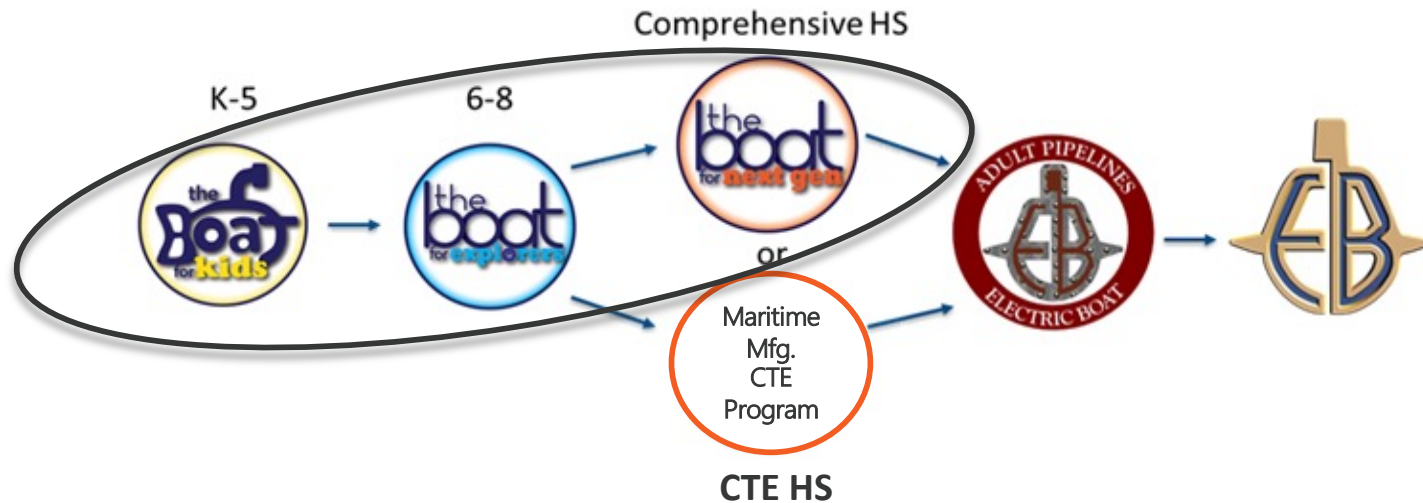 Comprehensive HS
K-5
6-8
the
Boat
for kids
the
boat
for explorers
the
boat
for next gen
or
Maritime
Mfg.
CTE
Program
CTE HS
ADULT PIPELINES
EB
ELECTRIC BOAT
EB